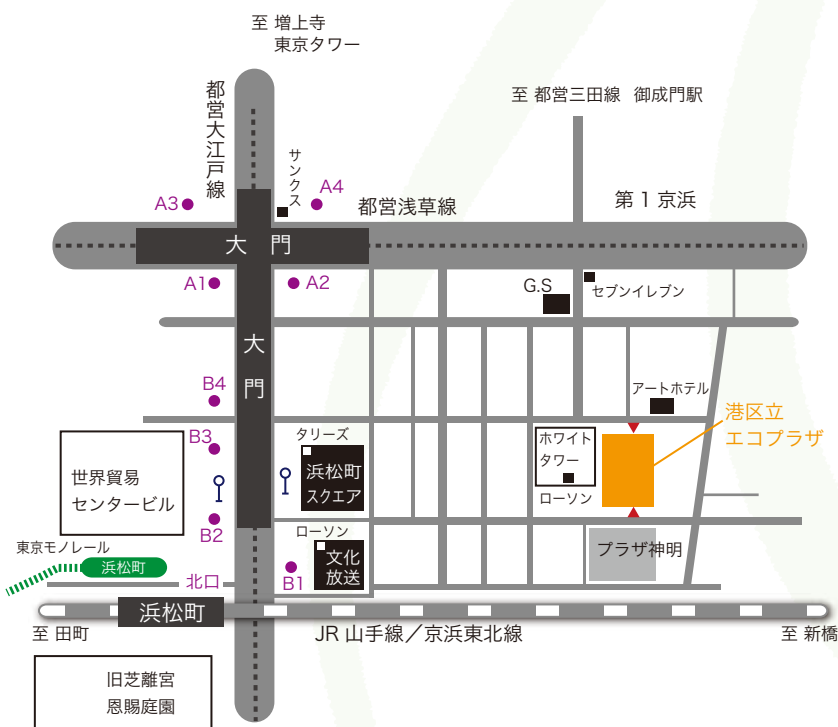 至 増上寺
東京タワー
都営大江戸線
至 都営三田線 御成門駅
サンクス
A3
A4
都営浅草線
第1京浜
大 門
A1
A2
G.S
セブンイレブン
大門
B4
アートホテル
港区立
エコプラザ
B3
タリーズ
ホワイト
タワー
世界貿易
センタービル
浜松町
スクエア
ローソン
B2
ローソン
東京モノレール
浜松町
文化
放送
プラザ神明
北口
B1
浜松町
至 田町
JR 山手線／京浜東北線
至 新橋
旧芝離宮
恩賜庭園